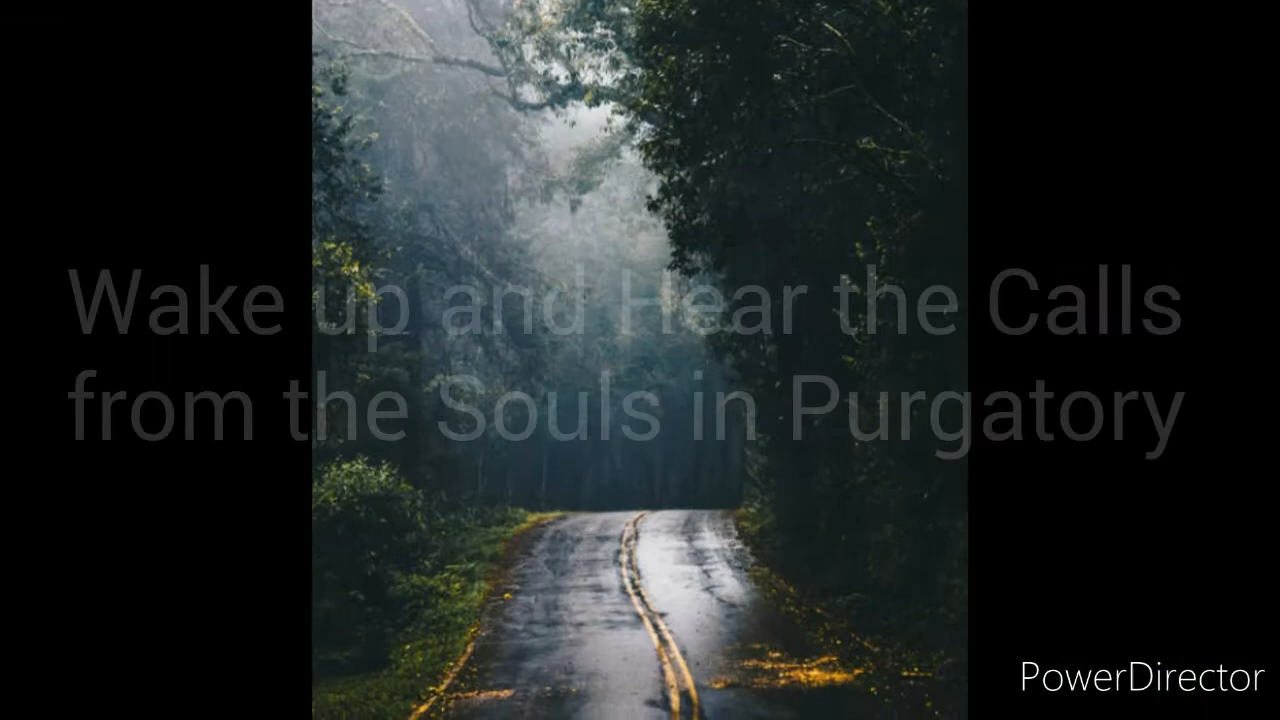 Wake up and Hear the Calls
from the Souls in Purgatory
PowerDirector